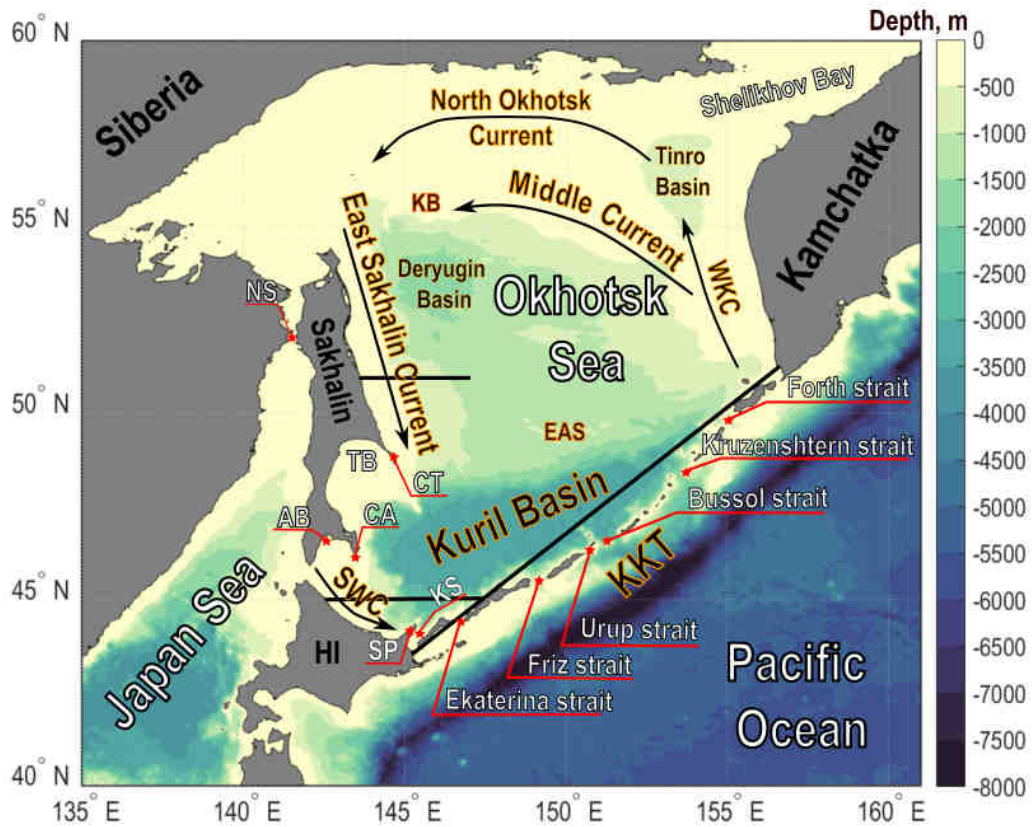 Depth, m
60° N
55° N
50° N
45° N
40° N
135° E
140° E
145° E
150° E
155° E
160° E
0
-500
-1000
-1500
-2000
-2500
-3000
-3500
-4000
-4500
-5000
-5500
-6000
-6500
-7000
-7500
-8000
Siberia
North Okhotsk
Current
Shelikhov Bay
Tinro
Basin
Kamchatka
KB
Middle Current
East Sakhalin Current
Deryugin
Basin
WKC
Okhotsk
Sea
NS
Sakhalin
Forth strait
EAS
Kruzenshtern strait
TB
CT
Bussol strait
Kuril Basin
AB
CA
KKT
SWC
KS
Japan Sea
HI
SP
Urup strait
Friz strait
Ekaterina strait
Pacific
Ocean